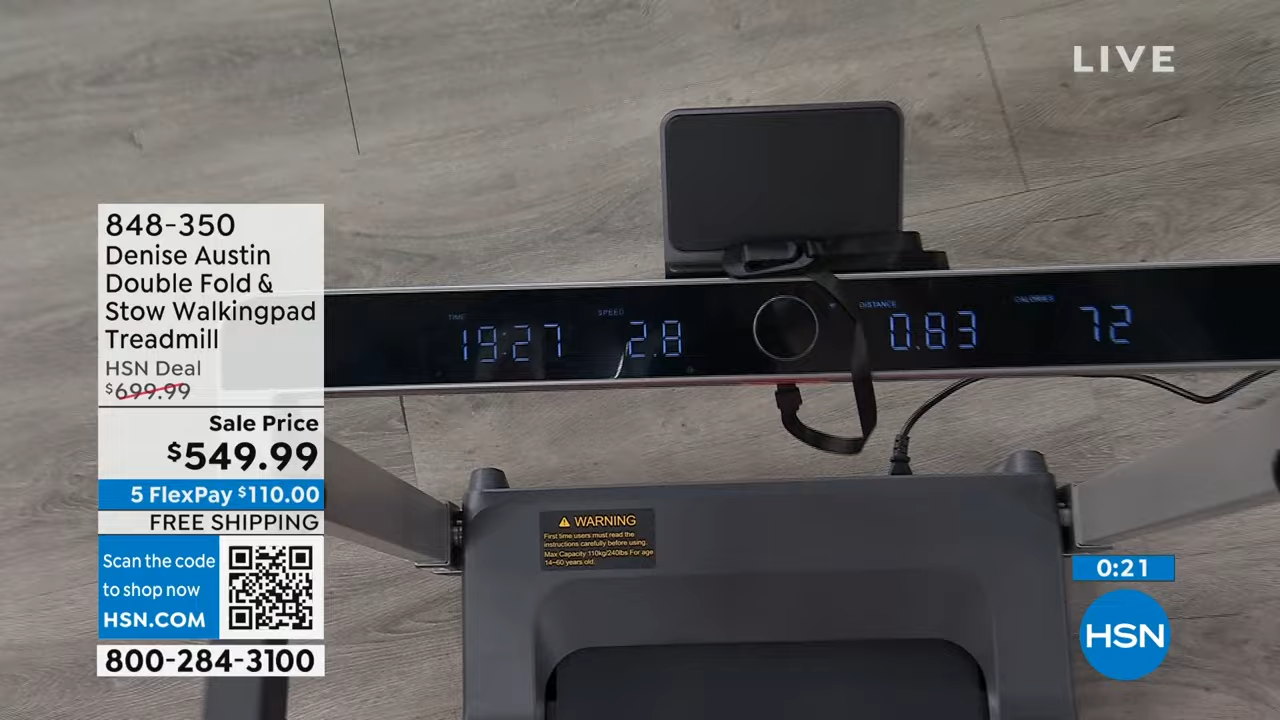 LIVE
848-350
Denise Austin
Double Fold &
Stow Walkingpad
Treadmill
HSN Deal
$699.99
Sale Price
$549.99
5 FlexPay $110.00
FREE SHIPPING
Scan the code
to shop now
HSN.COM
800-284-3100
TIME
19:27
SPEED
2.8
DISTANCE
0.83
CALORIES
72
WARNING
First time users must read the
instructions carefully before using.
Max Capacity 110kg/240lbs For age
14~60 years old.
0:21
HSN